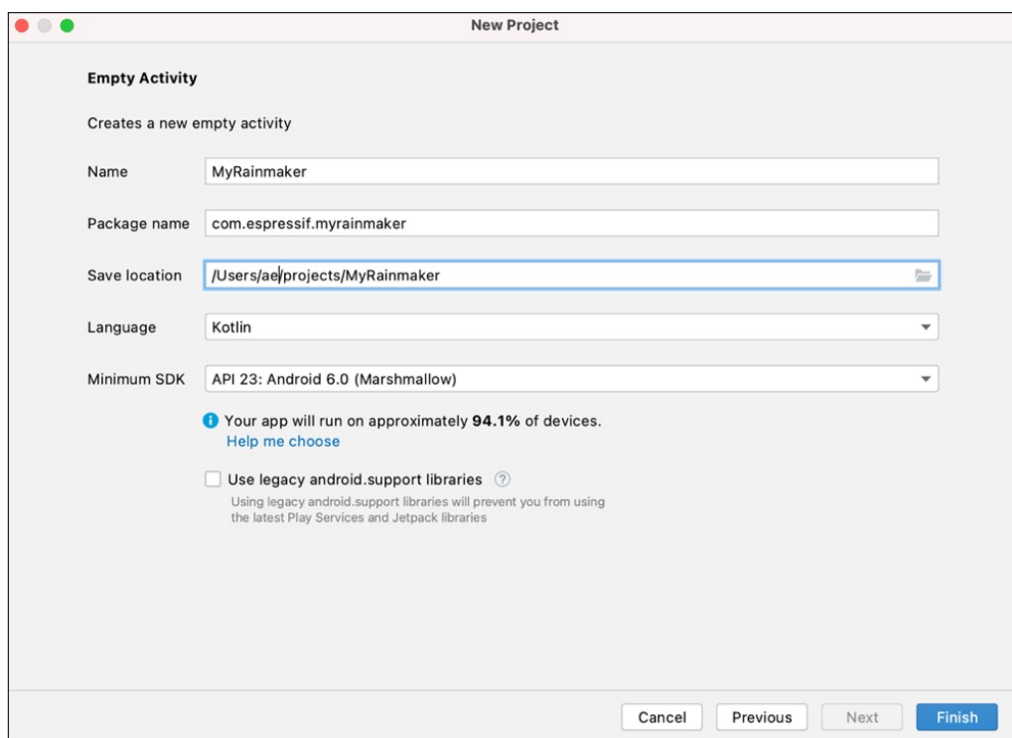 New Project
Empty Activity
Creates a new empty activity
Name
MyRainmaker
Package name
com.espressif.myrainmaker
Save location
/Users/ae/projects/MyRainmaker
Language
Kotlin
Minimum SDK
API 23: Android 6.0 (Marshmallow)
Your app will run on approximately 94.1% of devices.
Help me choose
Use legacy android.support libraries ?
Using legacy android.support libraries will prevent you from using
the latest Play Services and Jetpack libraries
Cancel
Previous
Next
Finish